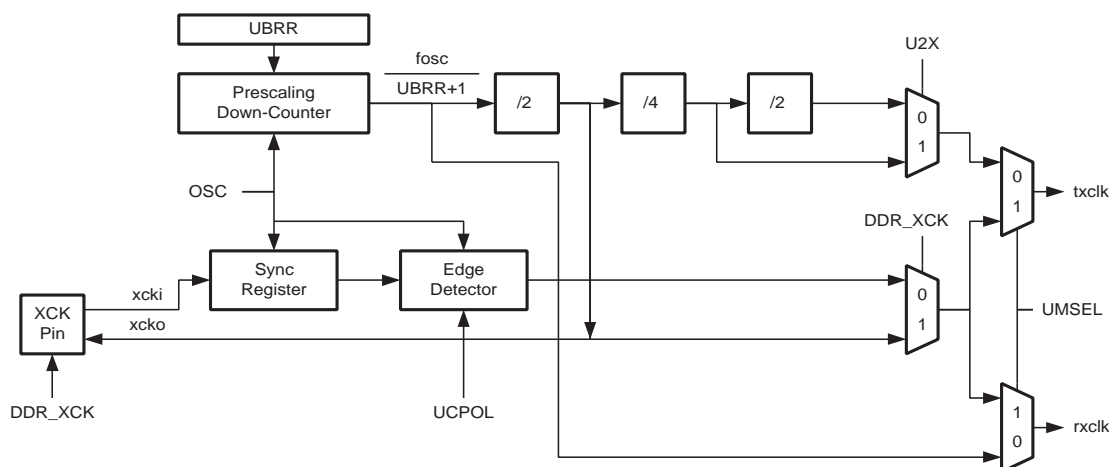 UBRR
U2X
fosc
Prescaling
Down-Counter
UBRR+1
/2
/4
/2
0
1
OSC
0
1
txclk
DDR_XCK
Sync
Register
Edge
Detector
xcki
XCK
Pin
xcko
0
1
UMSEL
DDR_XCK
UCPOL
1
0
rxclk